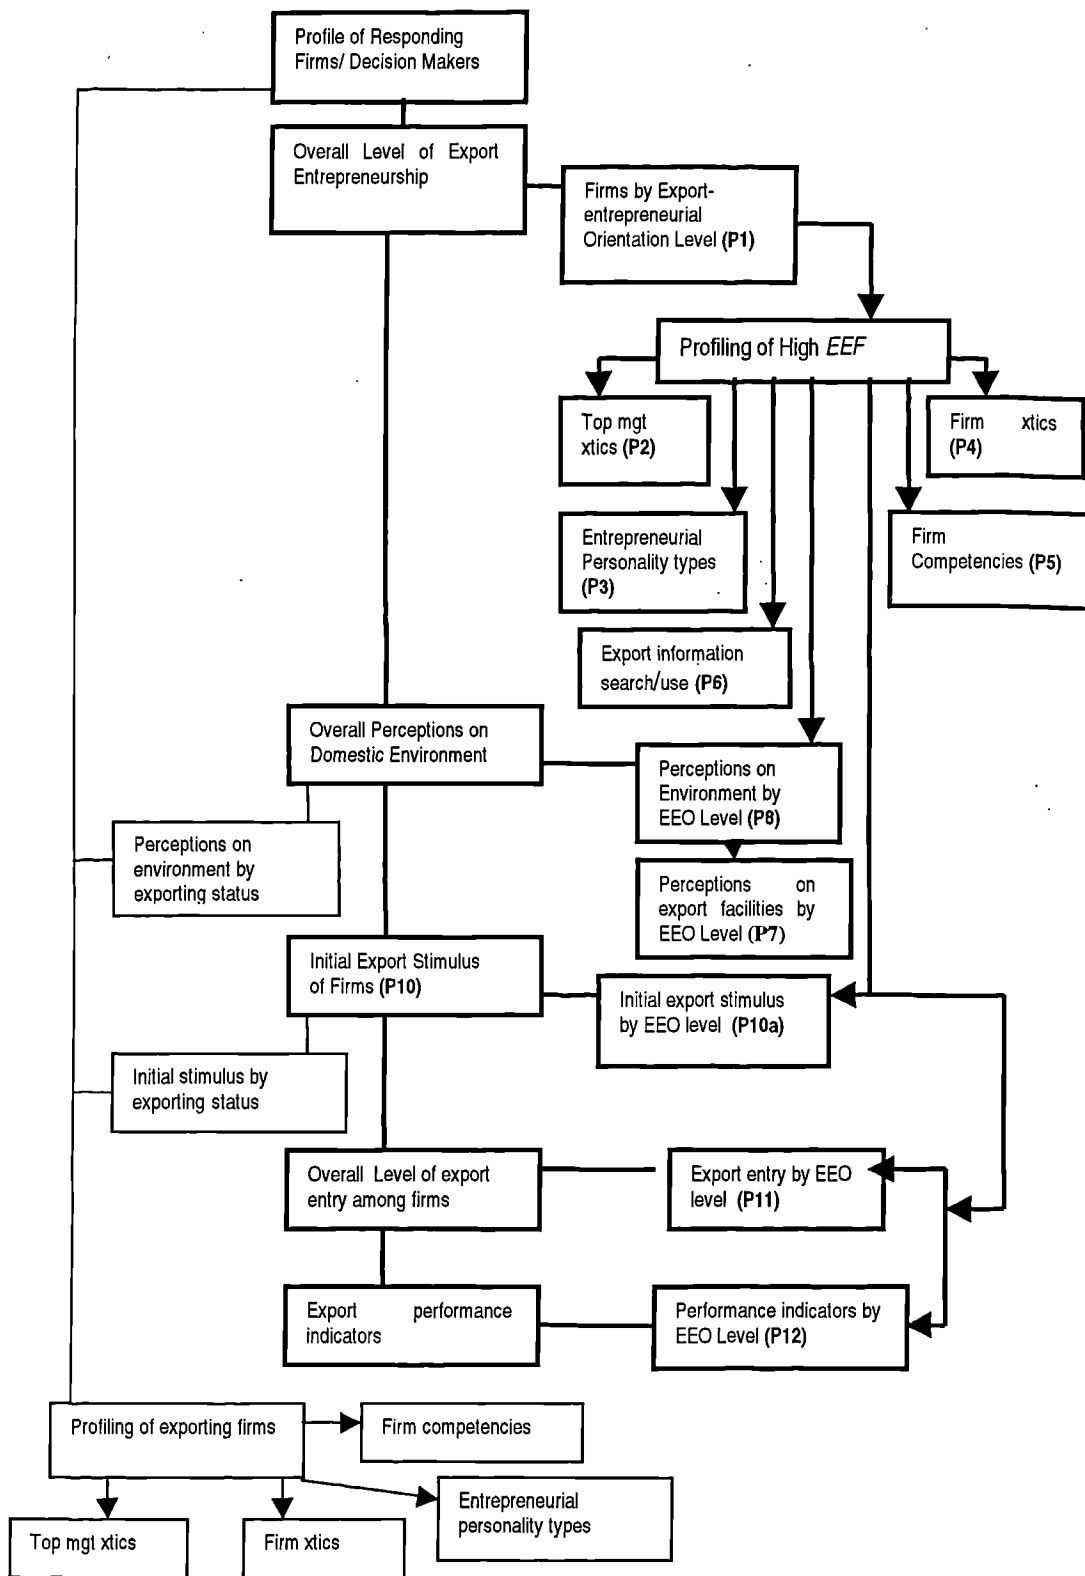 Profile of Responding
Firms/ Decision Makers
Overall Level of Export
Entrepreneurship
Firms by Export-
entrepreneurial
Orientation Level (P1)
Profiling of High EEF
Top mgt
xtics (P2)
Firm xtics
(P4)
Entrepreneurial
Personality types
(P3)
Firm
Competencies (P5)
Export information
search/use (P6)
Overall Perceptions on
Domestic Environment
Perceptions on
Environment by
EEO Level (P8)
Perceptions on
environment by
exporting status
Perceptions on
export facilities by
EEO Level (P7)
Initial Export Stimulus
of Firms (P10)
Initial export stimulus
by EEO level (P10a)
Initial stimulus by
exporting status
Overall Level of export
entry among firms
Export entry by EEO
level (P11)
Export performance
indicators
Performance indicators by
EEO Level (P12)
Profiling of exporting firms
Firm competencies
Entrepreneurial
personality types
Top mgt xtics
Firm xtics